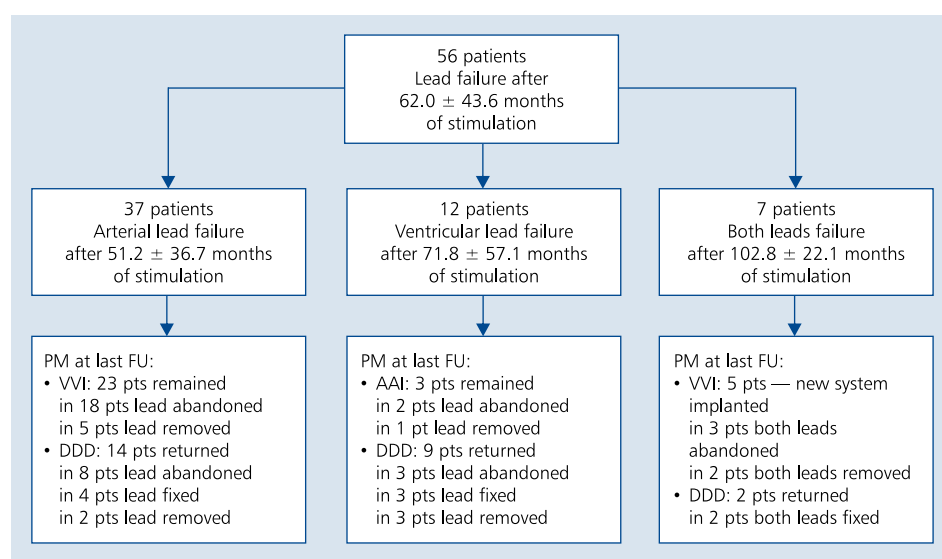 56 patients
Lead failure after
62.0 ± 43.6 months
of stimulation
37 patients
Arterial lead failure
after 51.2 ± 36.7 months
of stimulation
12 patients
Ventricular lead failure
after 71.8 ± 57.1 months
of stimulation
7 patients
Both leads failure
after 102.8 ± 22.1 months
of stimulation
PM at last FU:
• VVI: 23 pts remained
in 18 pts lead abandoned
in 5 pts lead removed
• DDD: 14 pts returned
in 8 pts lead abandoned
in 4 pts lead fixed
in 2 pts lead removed
PM at last FU:
• AAI: 3 pts remained
in 2 pts lead abandoned
in 1 pt lead removed
• DDD: 9 pts returned
in 3 pts lead abandoned
in 3 pts lead fixed
in 3 pts lead removed
PM at last FU:
• VVI: 5 pts — new system
implanted
in 3 pts both leads
abandoned
in 2 pts both leads removed
• DDD: 2 pts returned
in 2 pts both leads fixed